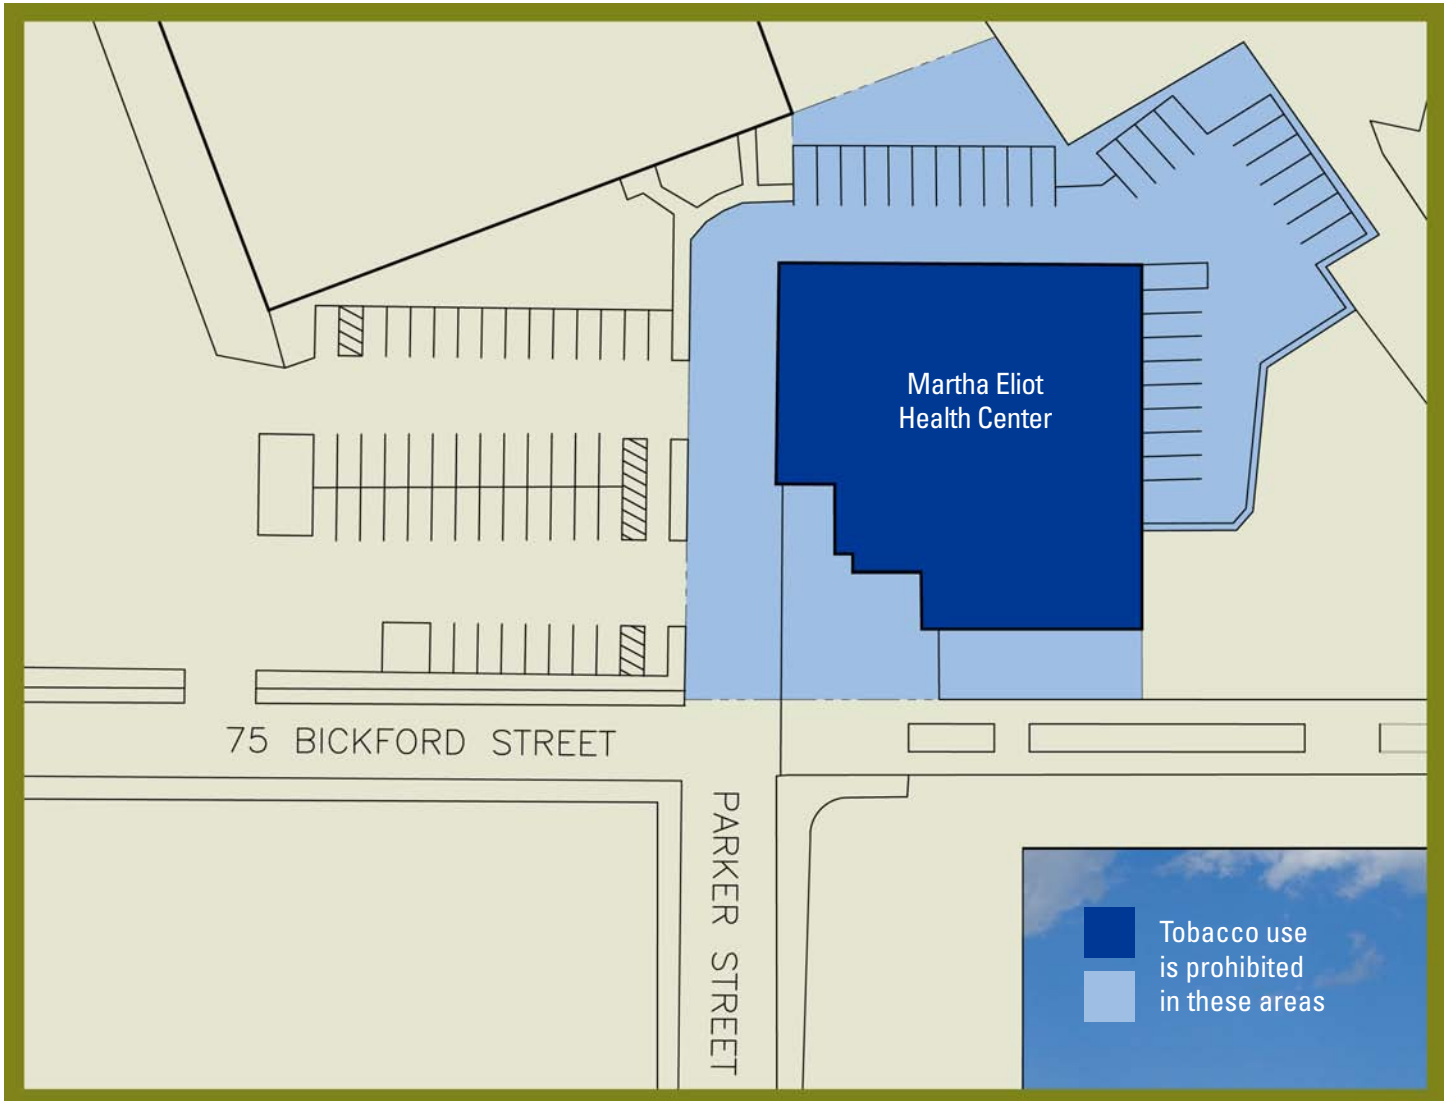 Martha Eliot
Health Center
75 BICKFORD STREET
PARKER STREET
Tobacco use
is prohibited
in these areas